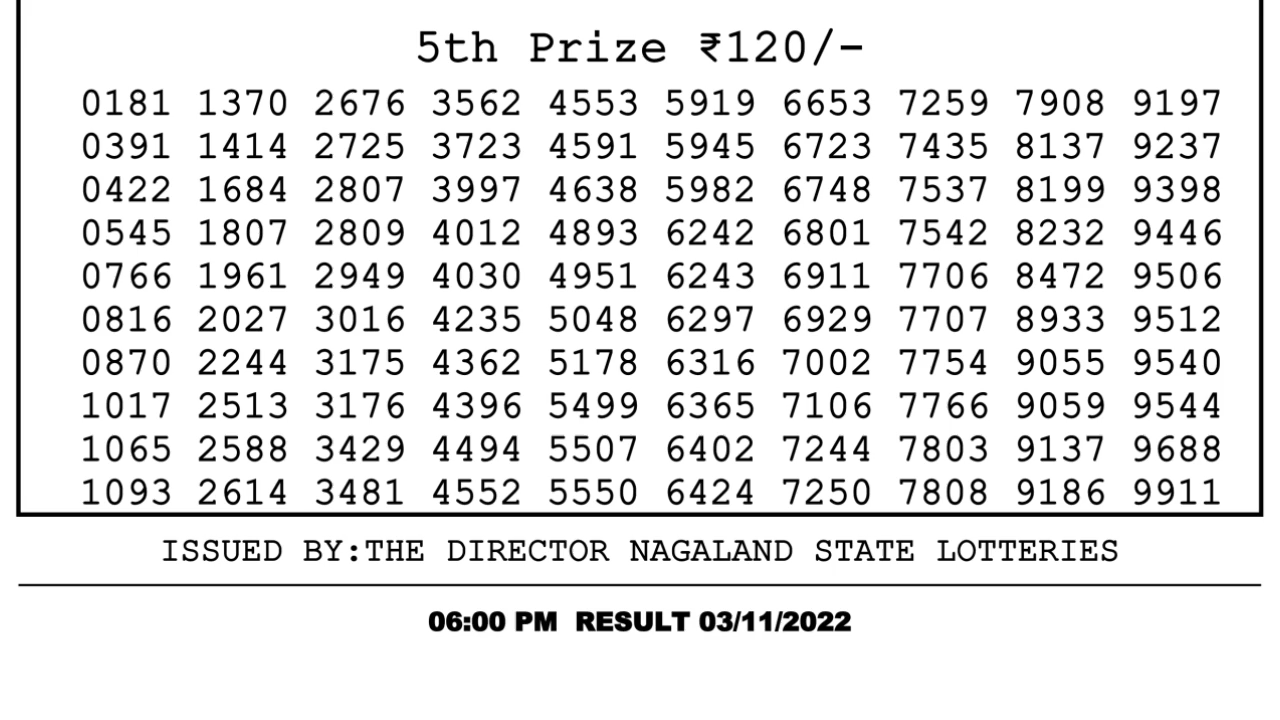 5th Prize ₹120/-
0181 1370 2676 3562 4553 5919 6653 7259 7908 9197
0391 1414 2725 3723 4591 5945 6723 7435 8137 9237
0422 1684 2807 3997 4638 5982 6748 7537 8199 9398
0545 1807 2809 4012 4893 6242 6801 7542 8232 9446
0766 1961 2949 4030 4951 6243 6911 7706 8472 9506
0816 2027 3016 4235 5048 6297 6929 7707 8933 9512
0870 2244 3175 4362 5178 6316 7002 7754 9055 9540
1017 2513 3176 4396 5499 6365 7106 7766 9059 9544
1065 2588 3429 4494 5507 6402 7244 7803 9137 9688
1093 2614 3481 4552 5550 6424 7250 7808 9186 9911
ISSUED BY:THE DIRECTOR NAGALAND STATE LOTTERIES
06:00 PM RESULT 03/11/2022